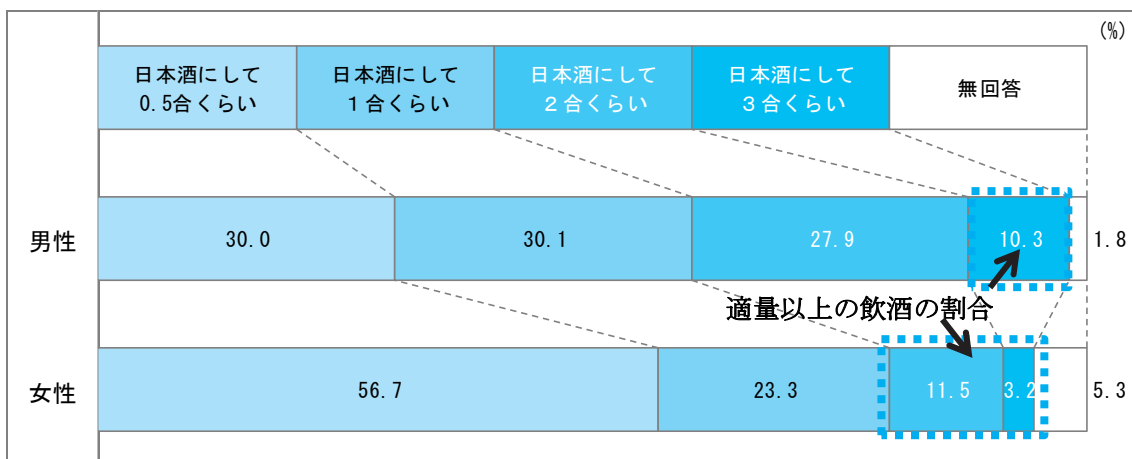 (%)
日本酒にして
0.5合くらい
日本酒にして
1合くらい
日本酒にして
2合くらい
日本酒にして
3合くらい
無回答
男性
30.0
30.1
27.9
10.3
1.8
適量以上の飲酒の割合
女性
56.7
23.3
11.5
3.2
5.3